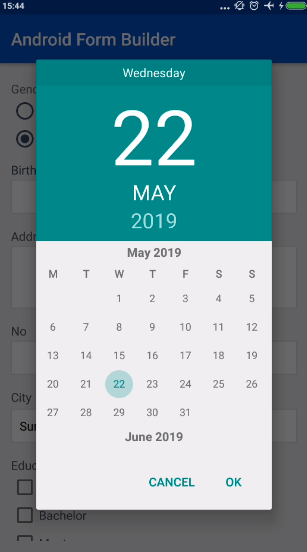 15:44
Android Form Builder
Wednesday
22
MAY
2019
May 2019
M T W T F S S
1 2 3 4 5
6 7 8 9 10 11 12
13 14 15 16 17 18 19
20 21 22 23 24 25 26
27 28 29 30 31
June 2019
CANCEL OK
Gend
Birth
Addr
No
City
Sur
Educ
Bachelor